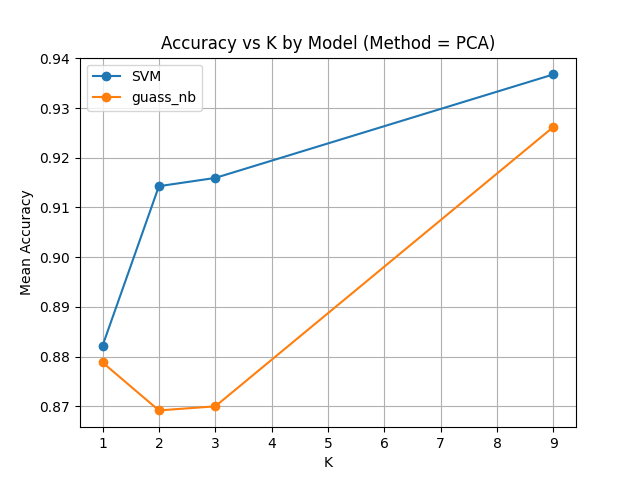 Accuracy vs K by Model (Method = PCA)
SVM
guass_nb
Mean Accuracy
0.94
0.93
0.92
0.91
0.90
0.89
0.88
0.87
1 2 3 4 5 6 7 8 9
K